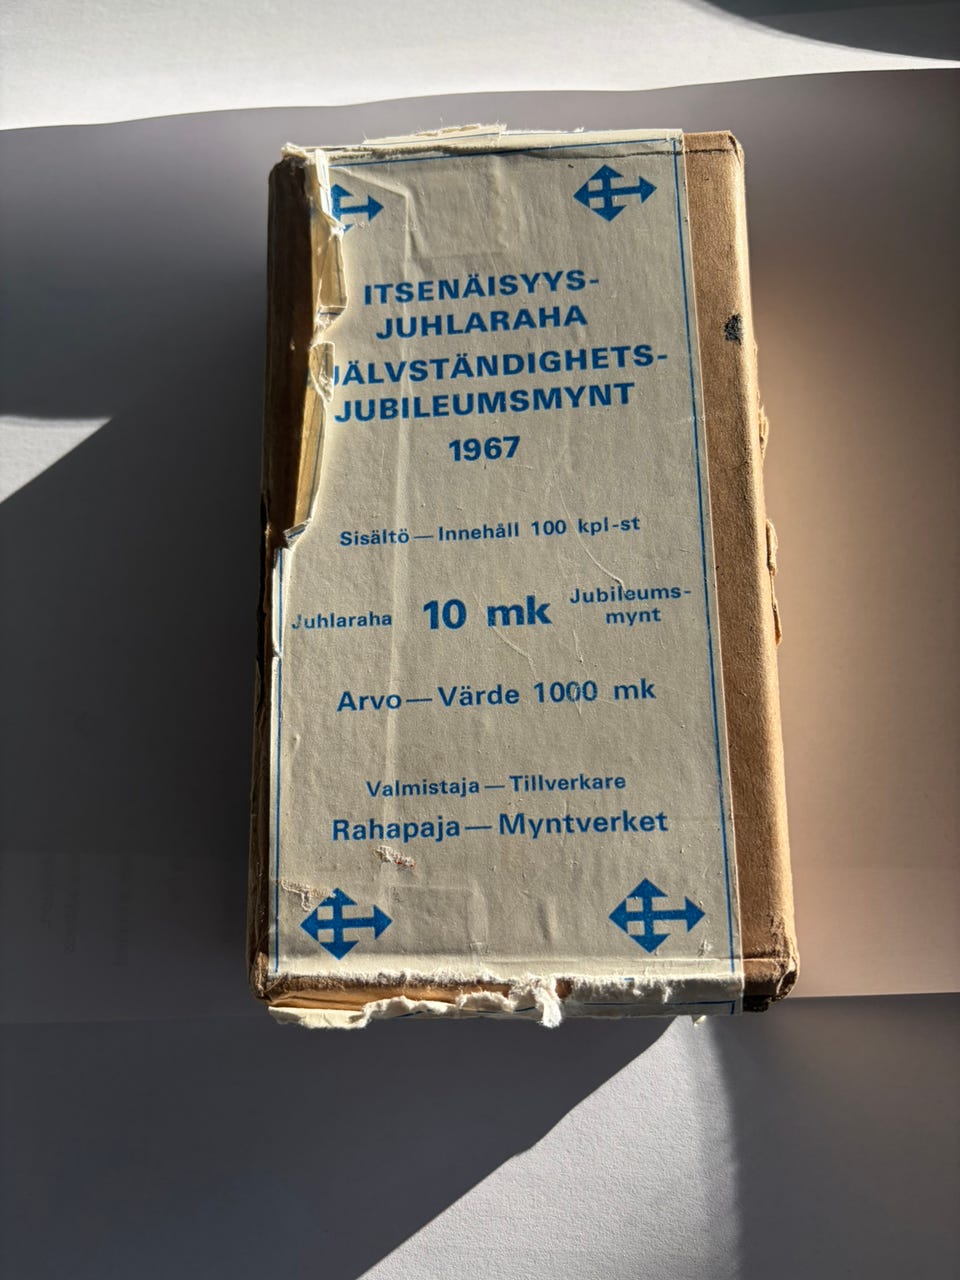 ITSENÄISYYS-
JUHLARAHA
JÄLVSTÄNDIGHETS-
JUBILEUMSMYNT
1967
Sisältö — Innehåll 100 kpl-st
Juhlaraha 10 mk Jubileums-
mynt
Arvo — Värde 1000 mk
Valmistaja — Tillverkare
Rahapaja — Myntverket